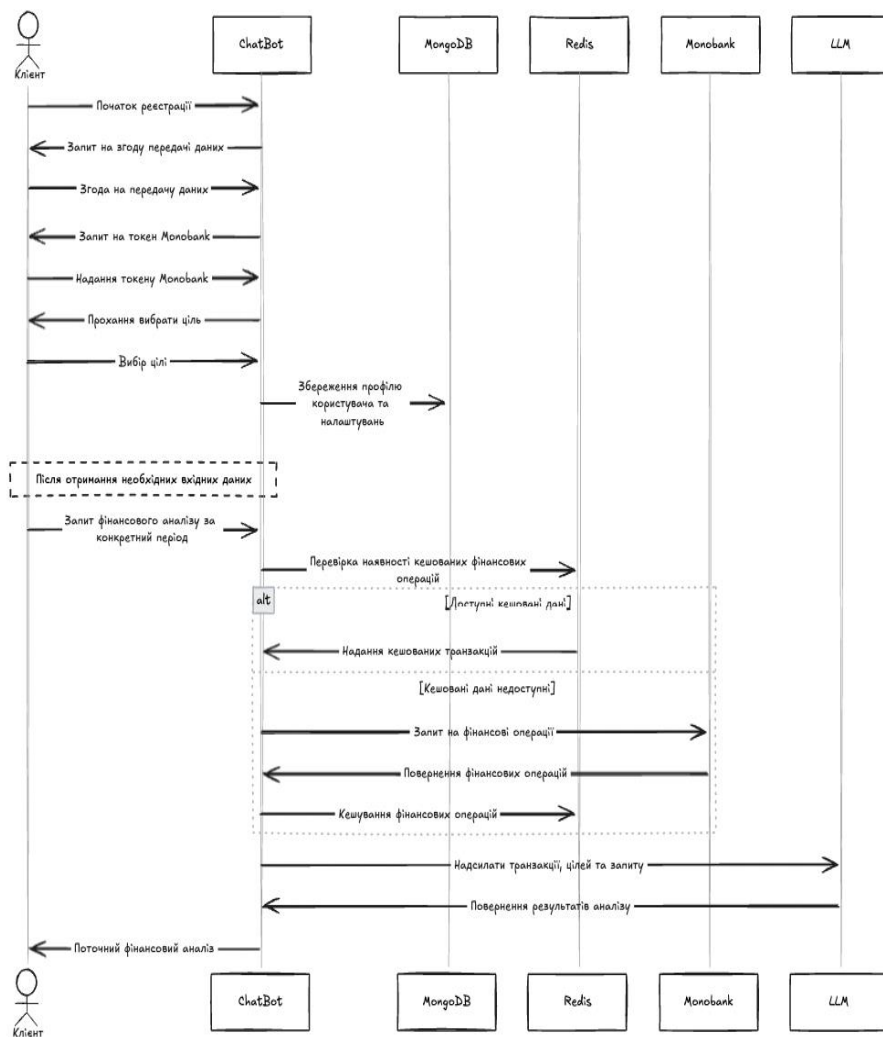 ChatBot
MongoDB
Redis
Monobank
LLM
Клієнт
Початок реєстрації
Запит на згоду передачі даних
Згода на передачу даних
Запит на токен Monobank
Надання токену Monobank
Прохання вибрати ціль
Вибір цілі
Збереження профілю
користувача та
налаштувань
Після отримання необхідних вхідних даних
Запит фінансового аналізу за
конкретний період
Перевірка наявності кешованих фінансових
операцій
alt
[Доступні кешовані дані]
Надання кешованих транзакцій
[Кешовані дані недоступні]
Запит на фінансові операції
Повернення фінансових операцій
Кешування фінансових операцій
Надсилати транзакції, цілей та запиту
Повернення результатів аналізу
Поточний фінансовий аналіз
ChatBot
MongoDB
Redis
Monobank
LLM
Клієнт